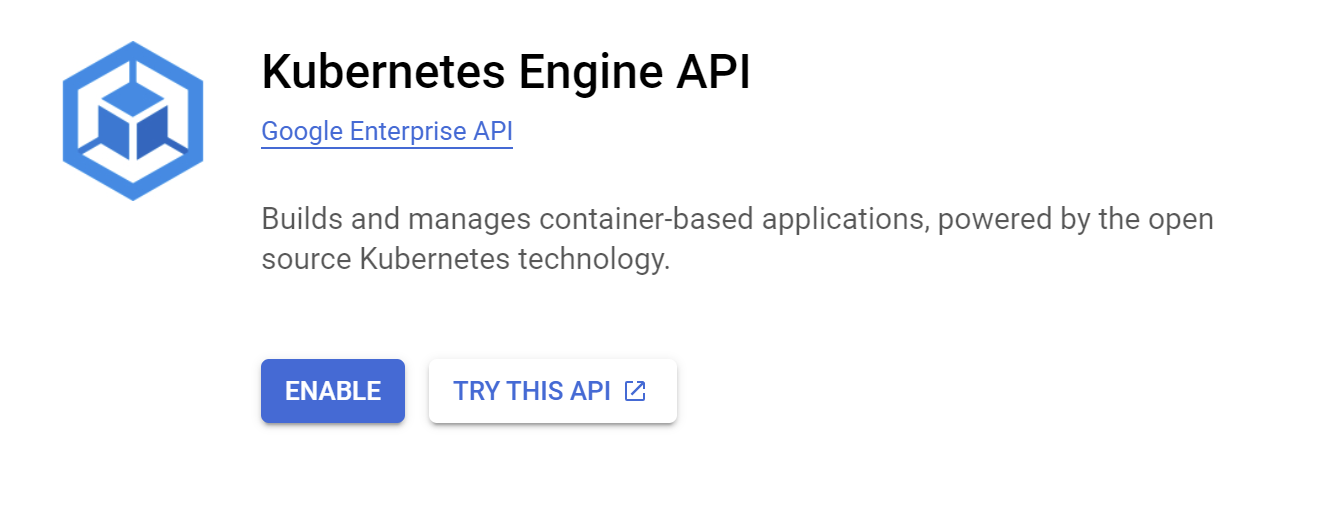 Kubernetes Engine API
Google Enterprise API
Builds and manages container-based applications, powered by the open
source Kubernetes technology.
ENABLE
TRY THIS API